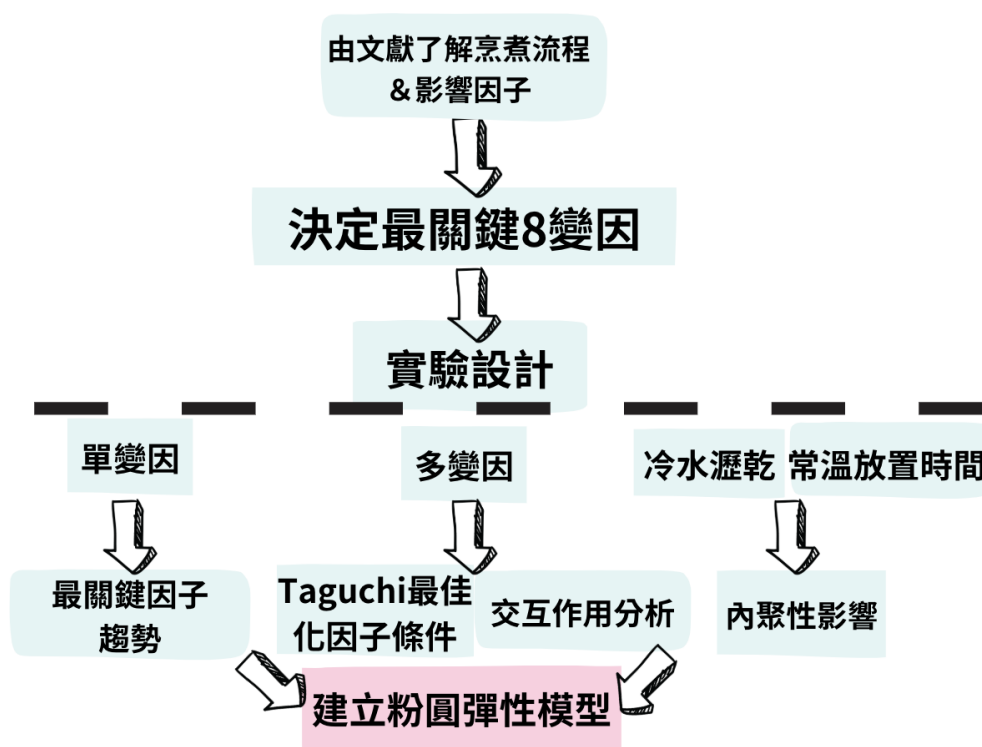 由文獻了解烹煮流程
&影響因子
決定最關鍵8變因
實驗設計
單變因
多變因
冷水瀝乾
常溫放置時間
最關鍵因子
趨勢
Taguchi最佳
化因子條件
交互作用分析
內聚性影響
建立粉圓彈性模型